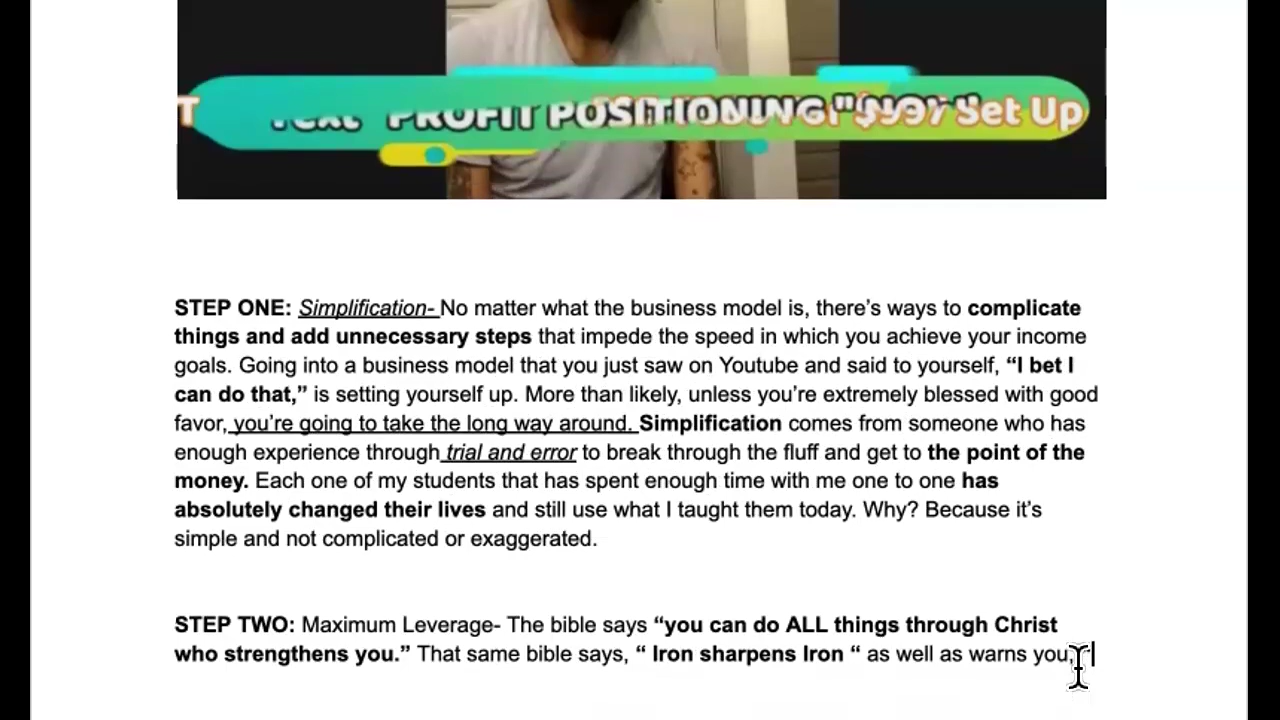 T Text "PROFIT POSITIONING" Set Up
STEP ONE: Simplification- No matter what the business model is, there’s ways to complicate
things and add unnecessary steps that impede the speed in which you achieve your income
goals. Going into a business model that you just saw on Youtube and said to yourself, “I bet I
can do that,” is setting yourself up. More than likely, unless you’re extremely blessed with good
favor, you’re going to take the long way around. Simplification comes from someone who has
enough experience through trial and error to break through the fluff and get to the point of the
money. Each one of my students that has spent enough time with me one to one has
absolutely changed their lives and still use what I taught them today. Why? Because it’s
simple and not complicated or exaggerated.
STEP TWO: Maximum Leverage- The bible says “you can do ALL things through Christ
who strengthens you.” That same bible says, “ Iron sharpens Iron “ as well as warns you,